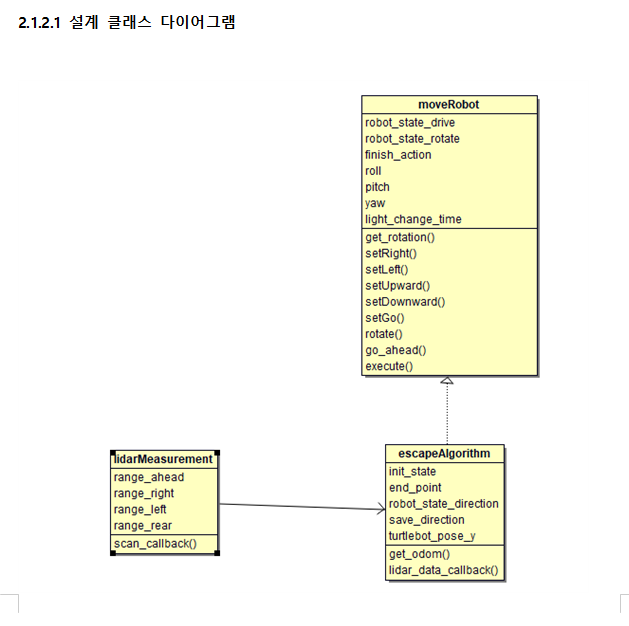 2.1.2.1 설계 클래스 다이어그램
moveRobot
robot_state_drive
robot_state_rotate
finish_action
roll
pitch
yaw
light_change_time
get_rotation()
setRight()
setLeft()
setUpward()
setDownward()
setGo()
rotate()
go_ahead()
execute()
lidarMeasurement
range_ahead
range_right
range_left
range_rear
scan_callback()
escapeAlgorithm
init_state
end_point
robot_state_direction
save_direction
turtlebot_pose_y
get_odom()
lidar_data_callback()